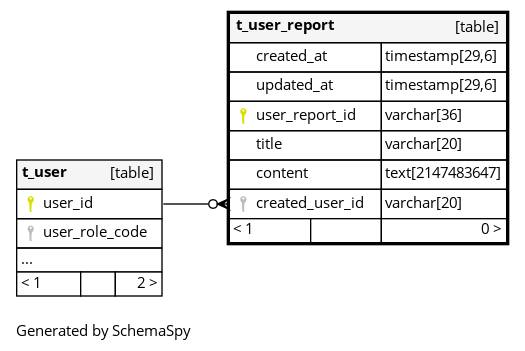 t_user_report [table]
created_at timestamp[29,6]
updated_at timestamp[29,6]
user_report_id varchar[36]
title varchar[20]
content text[2147483647]
created_user_id varchar[20]
< 1 0 >
t_user [table]
user_id
user_role_code
...
< 1 2 >
Generated by SchemaSpy